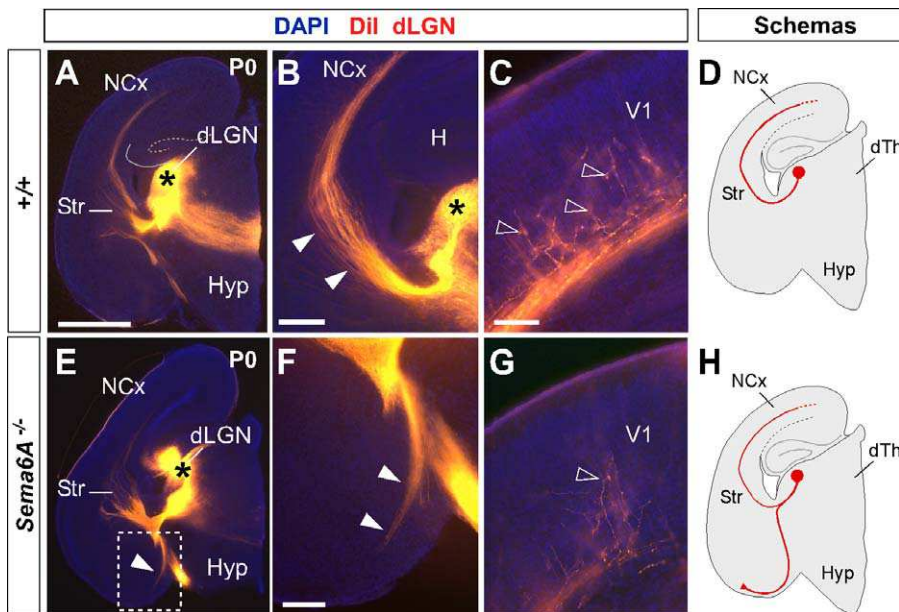 DAPI DiI dLGN
Schemas
+/+
A
P0
NCx
dLGN
*
Str
Hyp
B
NCx
H
*
C
V1
D
NCx
dTh
Str
Hyp
Sema6A-/-
E
P0
NCx
dLGN
*
Str
Hyp
F
G
V1
H
NCx
dTh
Str
Hyp